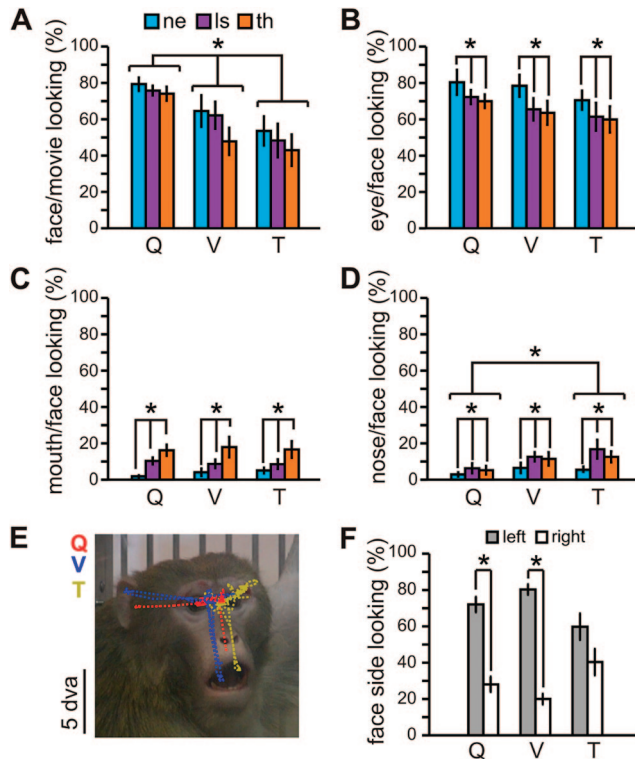 A
ne ls th
face/movie looking (%)
100
80
60
40
20
0
*
Q V T
B
eye/face looking (%)
100
80
60
40
20
0
* * *
Q V T
C
mouth/face looking (%)
100
80
60
40
20
0
* * *
Q V T
D
nose/face looking (%)
100
80
60
40
20
0
*
* * *
Q V T
E
Q
V
T
5 dva
F
left right
face side looking (%)
100
80
60
40
20
0
* *
Q V T